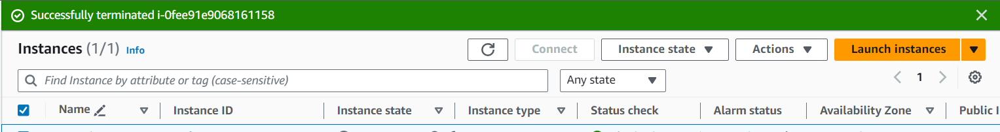 Successfully terminated i-0fee91e9068161158
Instances (1/1) Info
Connect
Instance state
Actions
Launch instances
Find Instance by attribute or tag (case-sensitive)
Any state
1
Name
Instance ID
Instance state
Instance type
Status check
Alarm status
Availability Zone
Public I